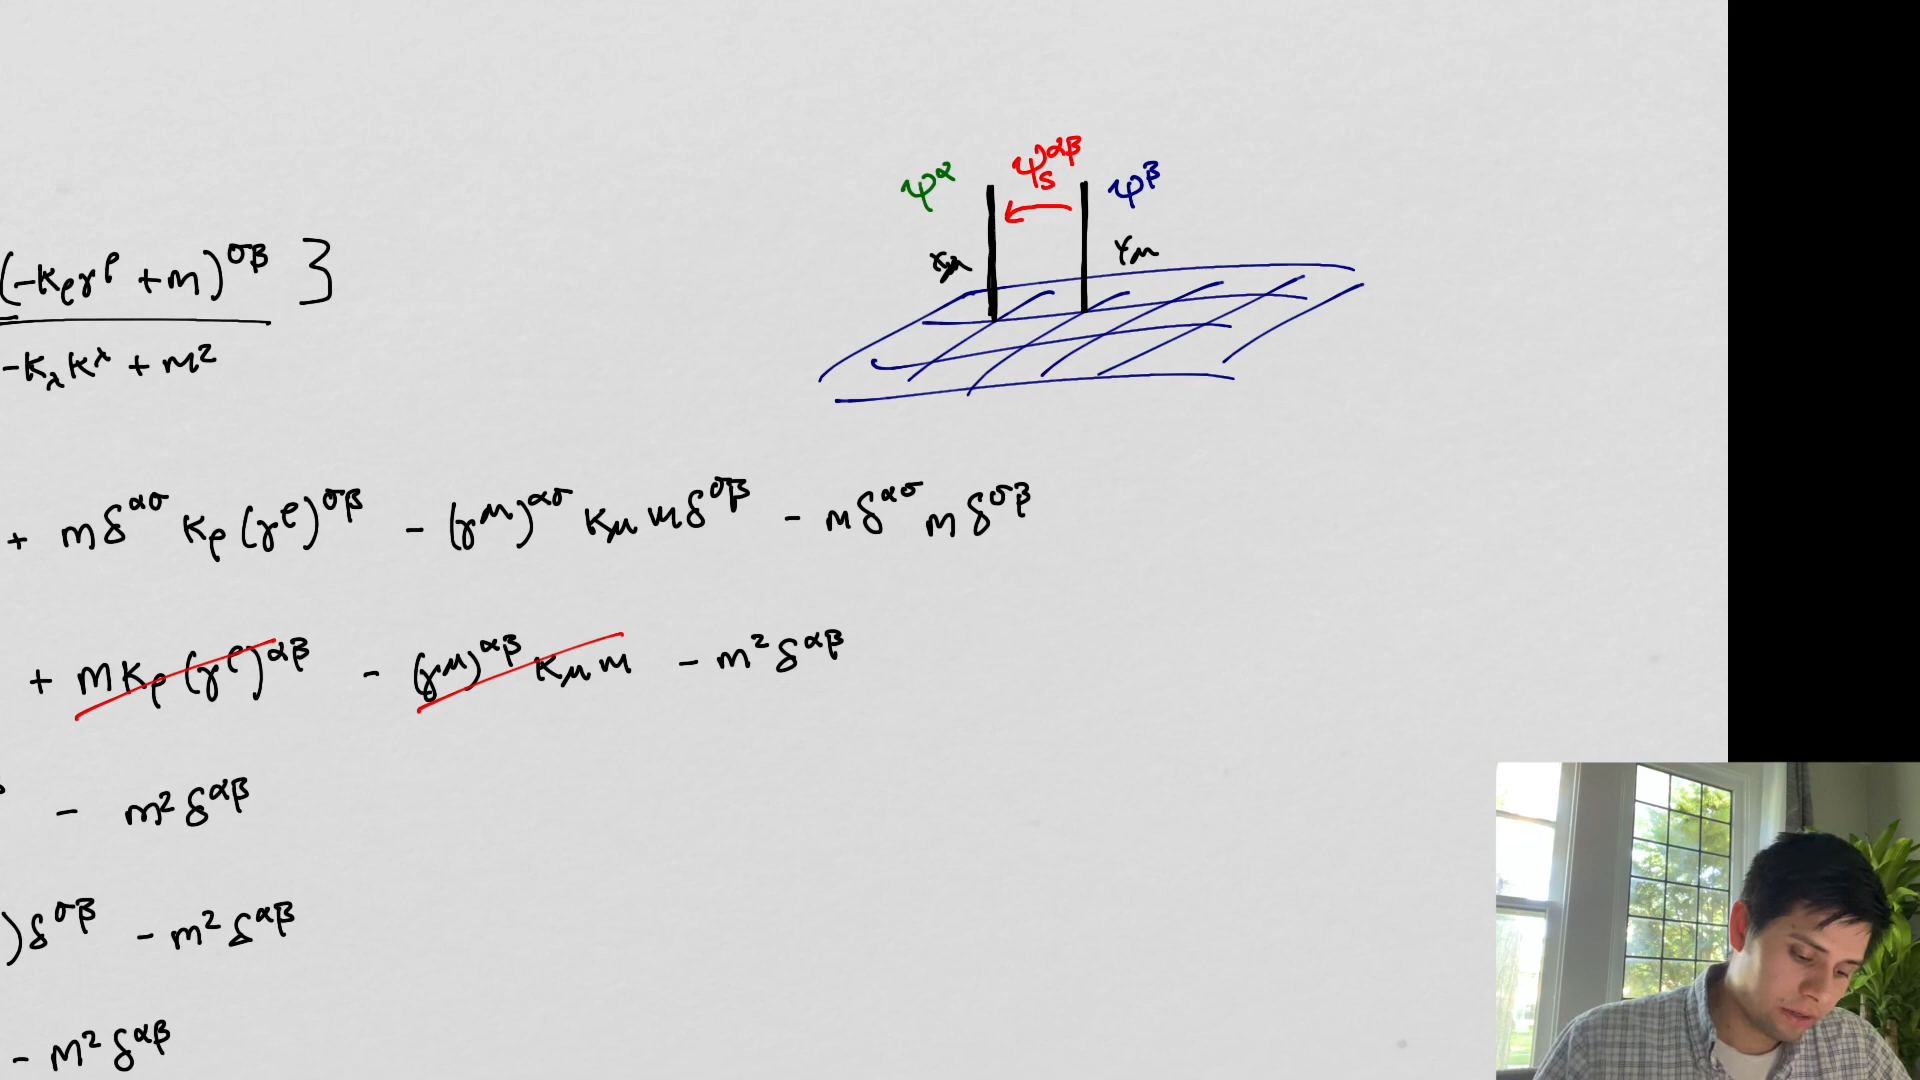 ψ^α ψ_S^{αβ} ψ^β
x_μ y_μ
(-k_ρ γ^ρ + m)^{σβ} ]
-k_λ k^λ + m²
+ m δ^{ασ} k_ρ (γ^ρ)^{σβ} - (γ^μ)^{ασ} k_μ m δ^{σβ} - m δ^{ασ} m δ^{σβ}
+ m k_ρ (γ^ρ)^{αβ} - (γ^μ)^{αβ} k_μ m - m² δ^{αβ}
- m² δ^{αβ}
) δ^{σβ} - m² δ^{αβ}
- m² δ^{αβ}